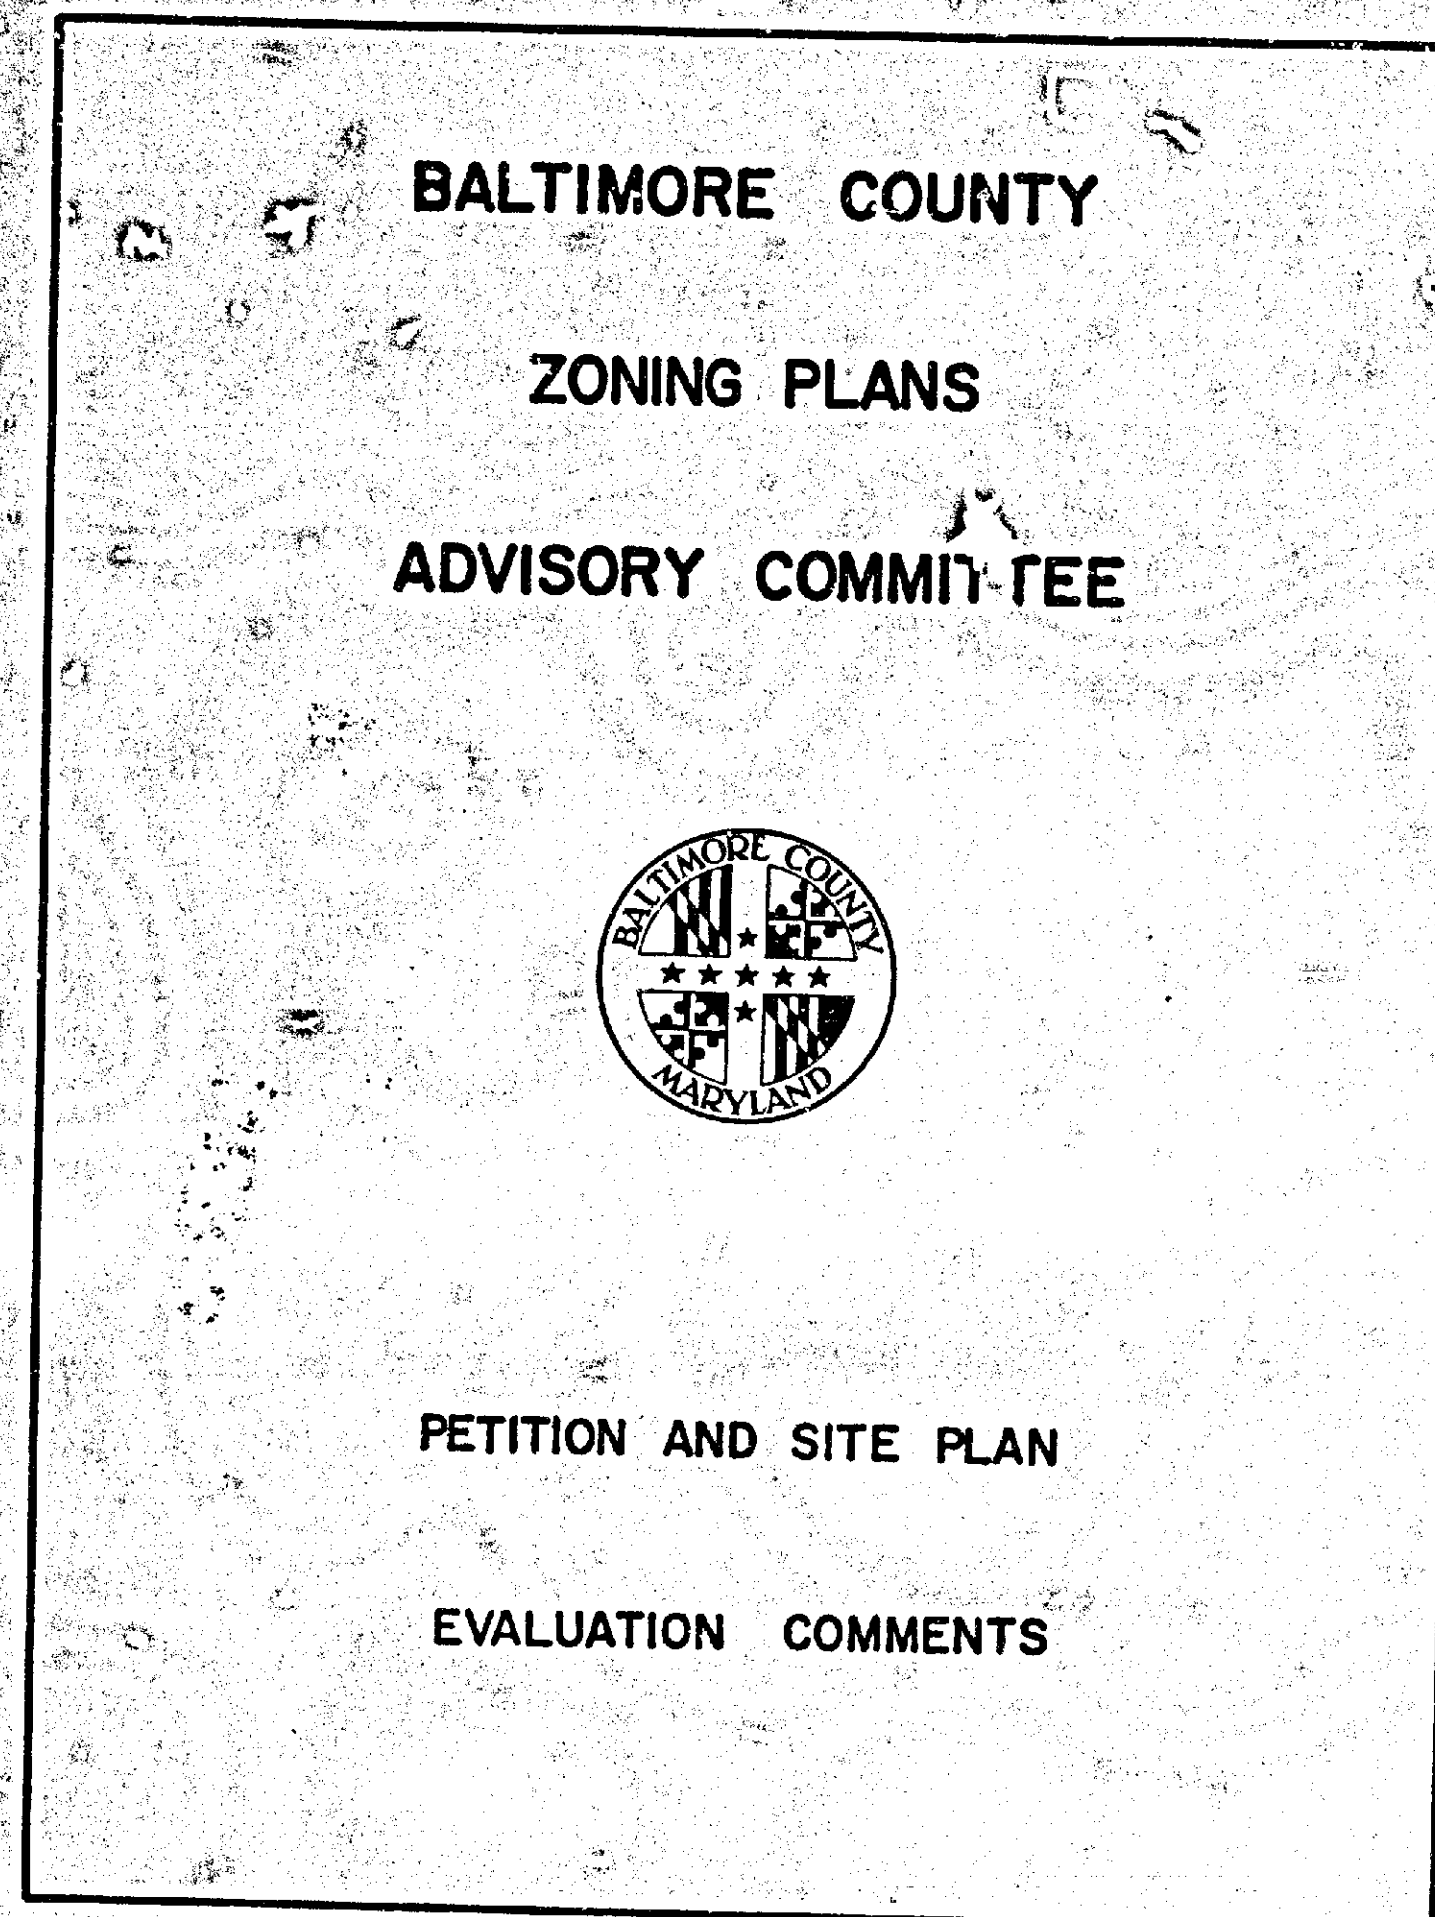 BALTIMORE COUNTY
ZONING PLANS
ADVISORY COMMITTEE
BALTIMORE COUNTY
MARYLAND
PETITION AND SITE PLAN
EVALUATION COMMENTS